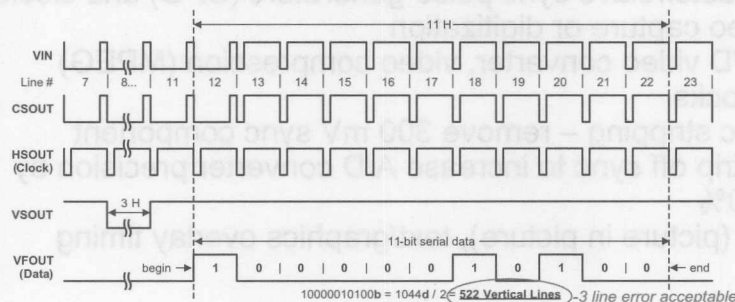 11 H
VIN
Line # 7 8... 11 12 13 14 15 16 17 18 19 20 21 22 23
CSOUT
HSOUT
(Clock)
VSOUT
3 H
11-bit serial data
VFOUT
(Data)
begin 1 0 0 0 0 0 1 0 1 0 0 end
10000010100b = 1044d / 2 = 522 Vertical Lines -3 line error acceptable